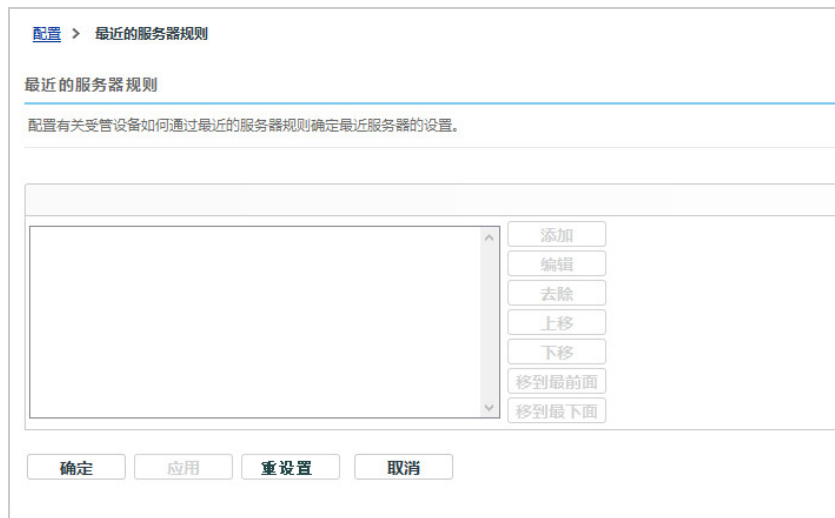 配置 > 最近的服务器规则
最近的服务器规则
配置有关受管设备如何通过最近的服务器规则确定最近服务器的设置。
添加
编辑
去除
上移
下移
移到最前面
移到最下面
确定 应用 重设置 取消